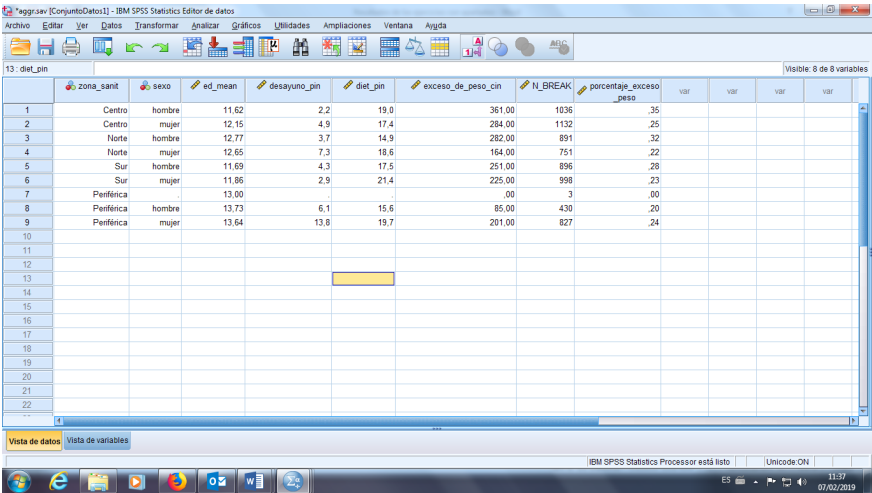 *aggr.sav [ConjuntoDatos1] - IBM SPSS Statistics Editor de datos
Archivo Editar Ver Datos Transformar Analizar Gráficos Utilidades Ampliaciones Ventana Ayuda
13 : diet_pin Visible: 8 de 8 variables
zona_sanit sexo ed_mean desayuno_pin diet_pin exceso_de_peso_cin N_BREAK porcentaje_exceso_peso var var var var
1 Centro hombre 11,62 2,2 19,0 361,00 1036 ,35
2 Centro mujer 12,15 4,9 17,4 284,00 1132 ,25
3 Norte hombre 12,77 3,7 14,9 282,00 891 ,32
4 Norte mujer 12,65 7,3 18,6 164,00 751 ,22
5 Sur hombre 11,69 4,3 17,5 251,00 896 ,28
6 Sur mujer 11,86 2,9 21,4 225,00 998 ,23
7 Periférica . 13,00 . . ,00 3 ,00
8 Periférica hombre 13,73 6,1 15,6 85,00 430 ,20
9 Periférica mujer 13,64 13,8 19,7 201,00 827 ,24
10
11
12
13
14
15
16
17
18
19
20
21
22
Vista de datos Vista de variables
IBM SPSS Statistics Processor está listo Unicode:ON
ES 11:37
07/02/2019